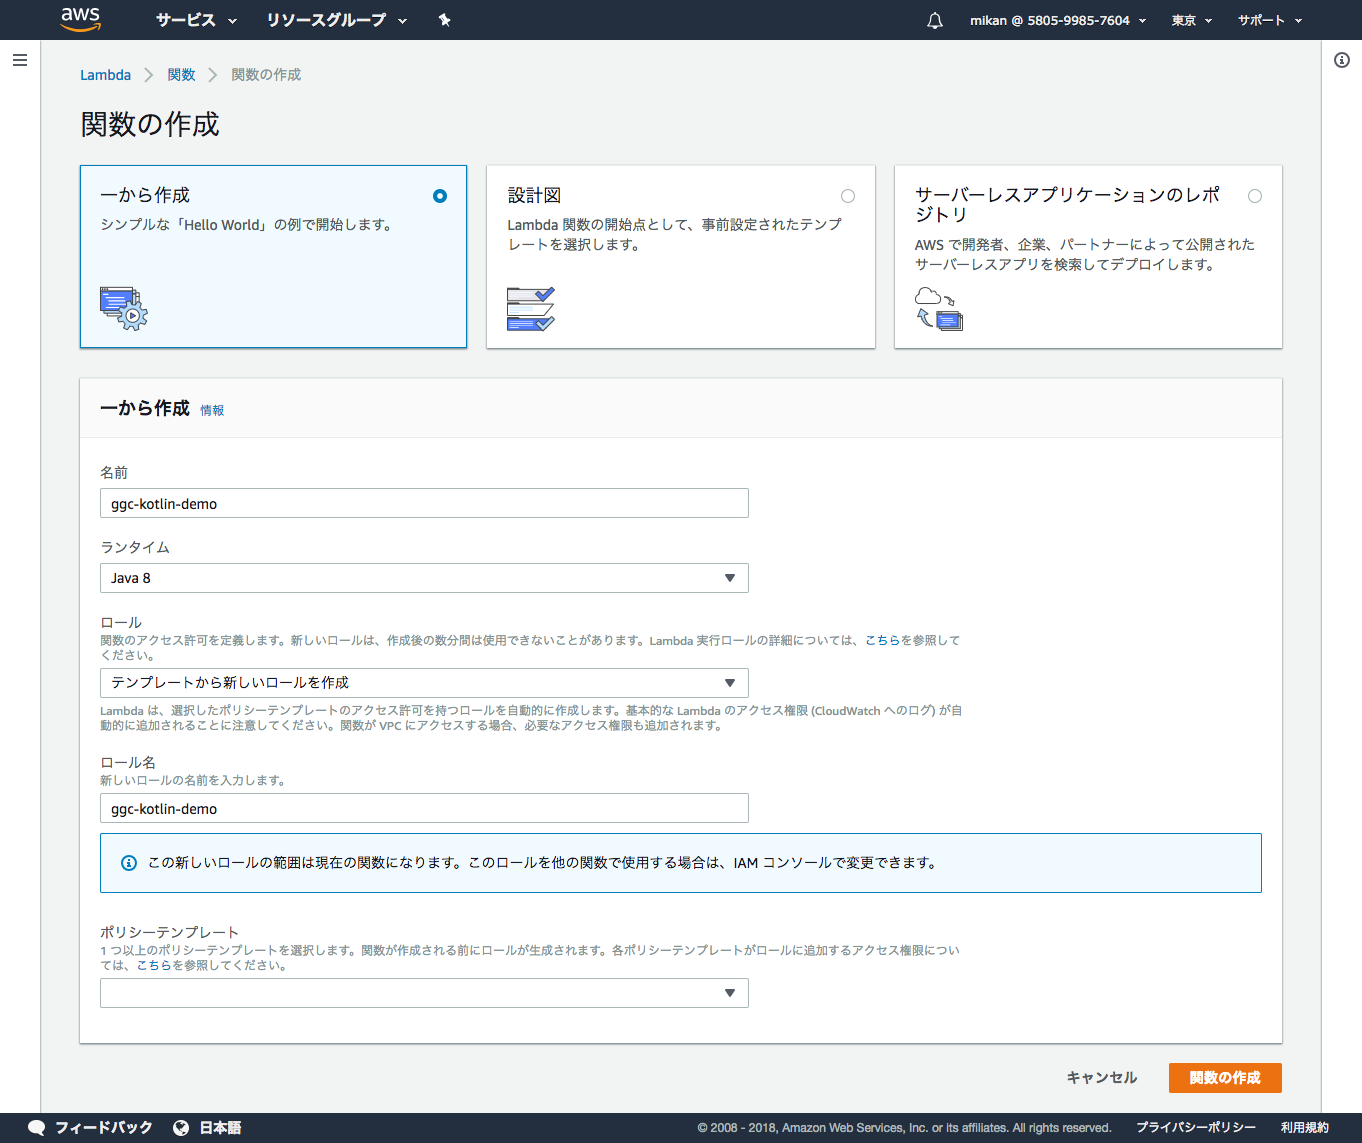 aws サービス リソースグループ mikan @ 5805-9985-7604 東京 サポート
Lambda 関数 関数の作成
関数の作成
一から作成
シンプルな「Hello World」の例で開始します。
設計図
Lambda 関数の開始点として、事前設定されたテンプ
レートを選択します。
サーバーレスアプリケーションのレポ
ジトリ
AWS で開発者、企業、パートナーによって公開された
サーバーレスアプリを検索してデプロイします。
一から作成 情報
名前
ggc-kotlin-demo
ランタイム
Java 8
ロール
関数のアクセス許可を定義します。新しいロールは、作成後の数分間は使用できないことがあります。Lambda 実行ロールの詳細については、こちらを参照して
ください。
テンプレートから新しいロールを作成
Lambda は、選択したポリシーテンプレートのアクセス許可を持つロールを自動的に作成します。基本的な Lambda のアクセス権限 (CloudWatch へのログ) が自
動的に追加されることに注意してください。関数が VPC にアクセスする場合、必要なアクセス権限も追加されます。
ロール名
新しいロールの名前を入力します。
ggc-kotlin-demo
この新しいロールの範囲は現在の関数になります。このロールを他の関数で使用する場合は、IAM コンソールで変更できます。
ポリシーテンプレート
1 つ以上のポリシーテンプレートを選択します。関数が作成される前にロールが生成されます。各ポリシーテンプレートがロールに追加するアクセス権限につい
ては、こちらを参照してください。
キャンセル 関数の作成
フィードバック 日本語 © 2008 - 2018, Amazon Web Services, Inc. or its affiliates. All rights reserved. プライバシーポリシー 利用規約